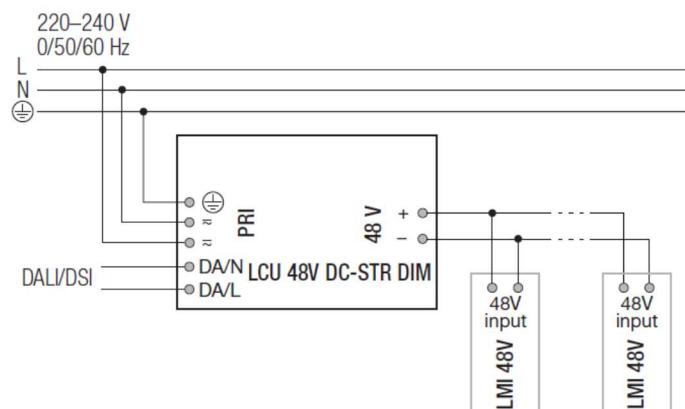 220–240 V
0/50/60 Hz
L
N
PRI
≂
≂
DALI/DSI
DA/N
DA/L
LCU 48V DC-STR DIM
48 V
+
–
48V
input
LMI 48V
48V
input
LMI 48V